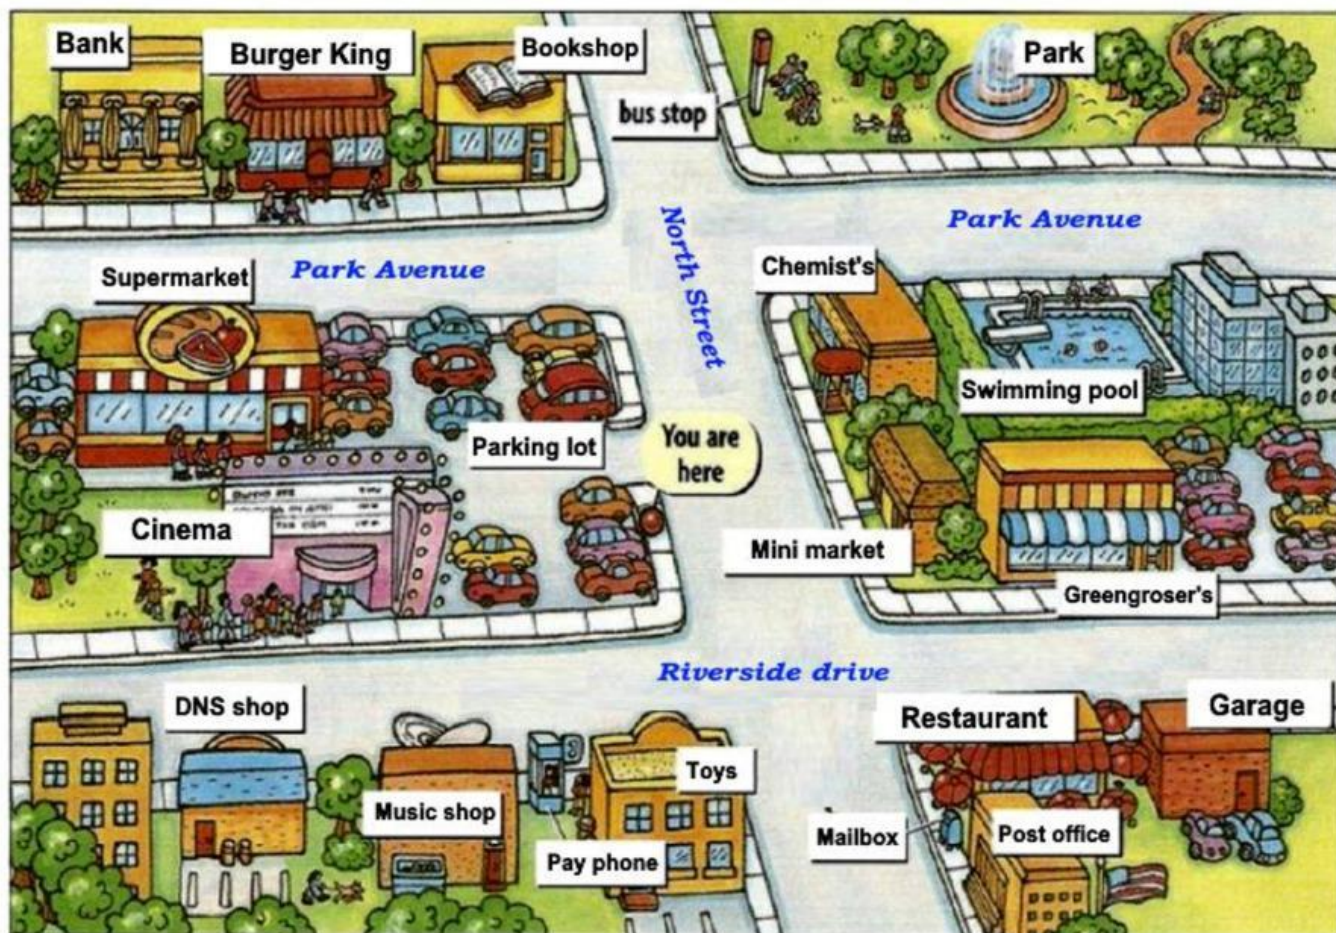 Bank
Burger King
Bookshop
bus stop
Park
North Street
Park Avenue
Park Avenue
Supermarket
Chemist's
Swimming pool
Parking lot
You are
here
Cinema
Mini market
Greengroser's
Riverside drive
DNS shop
Restaurant
Garage
Toys
Music shop
Pay phone
Mailbox
Post office